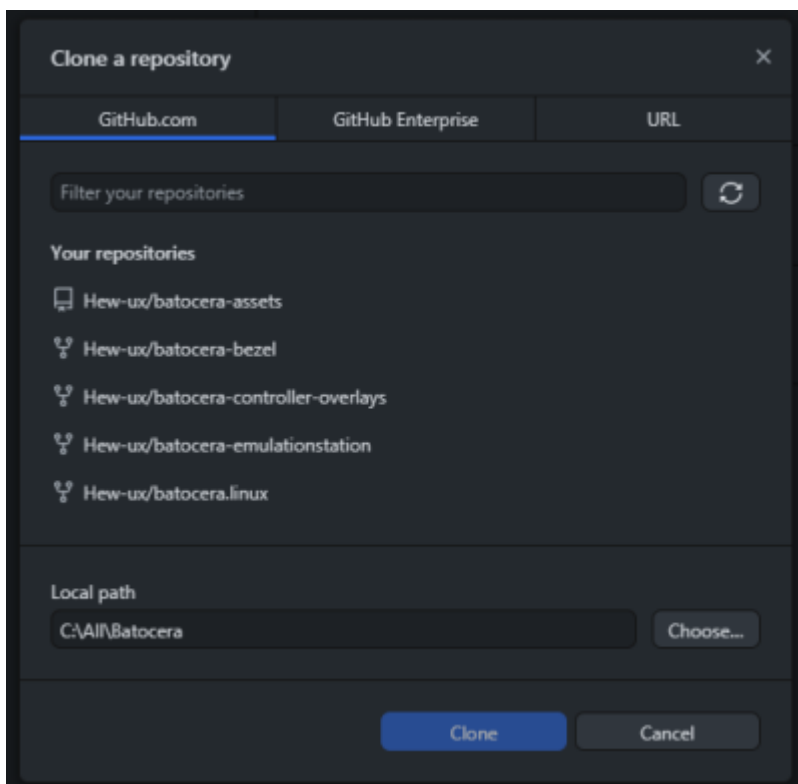 Clone a repository
GitHub.com GitHub Enterprise URL
Filter your repositories
Your repositories
Hew-ux/batocera-assets
Hew-ux/batocera-bezel
Hew-ux/batocera-controller-overlays
Hew-ux/batocera-emulationstation
Hew-ux/batocera.linux
Local path
C:\All\Batocera Choose...
Clone Cancel